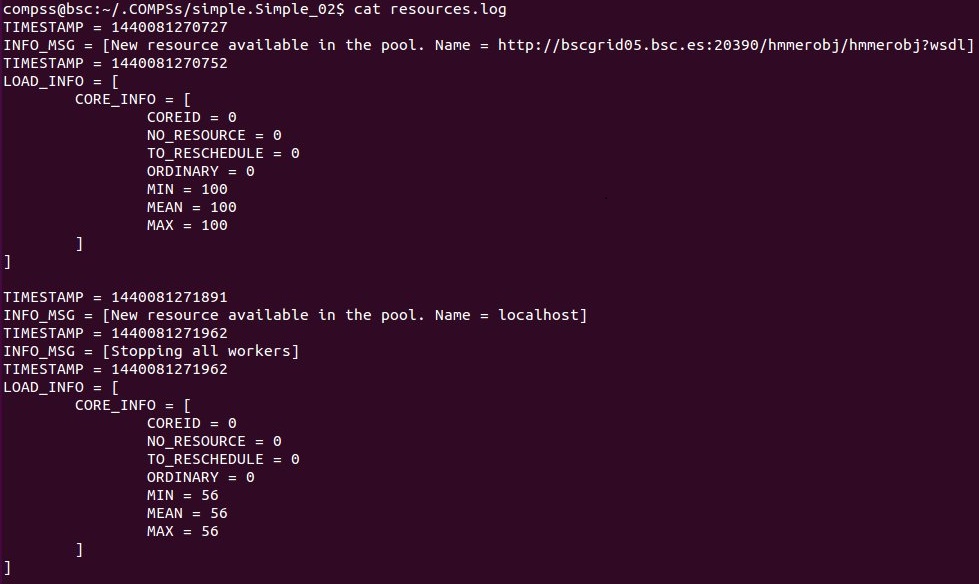 compss@bsc:~/.COMPSs/simple.Simple_02$ cat resources.log
TIMESTAMP = 1440081270727
INFO_MSG = [New resource available in the pool. Name = http://bscgrid05.bsc.es:20390/hmmerobj/hmmerobj?wsdl]
TIMESTAMP = 1440081270752
LOAD_INFO = [
        CORE_INFO = [
                COREID = 0
                NO_RESOURCE = 0
                TO_RESCHEDULE = 0
                ORDINARY = 0
                MIN = 100
                MEAN = 100
                MAX = 100
        ]
]

TIMESTAMP = 1440081271891
INFO_MSG = [New resource available in the pool. Name = localhost]
TIMESTAMP = 1440081271962
INFO_MSG = [Stopping all workers]
TIMESTAMP = 1440081271962
LOAD_INFO = [
        CORE_INFO = [
                COREID = 0
                NO_RESOURCE = 0
                TO_RESCHEDULE = 0
                ORDINARY = 0
                MIN = 56
                MEAN = 56
                MAX = 56
        ]
]